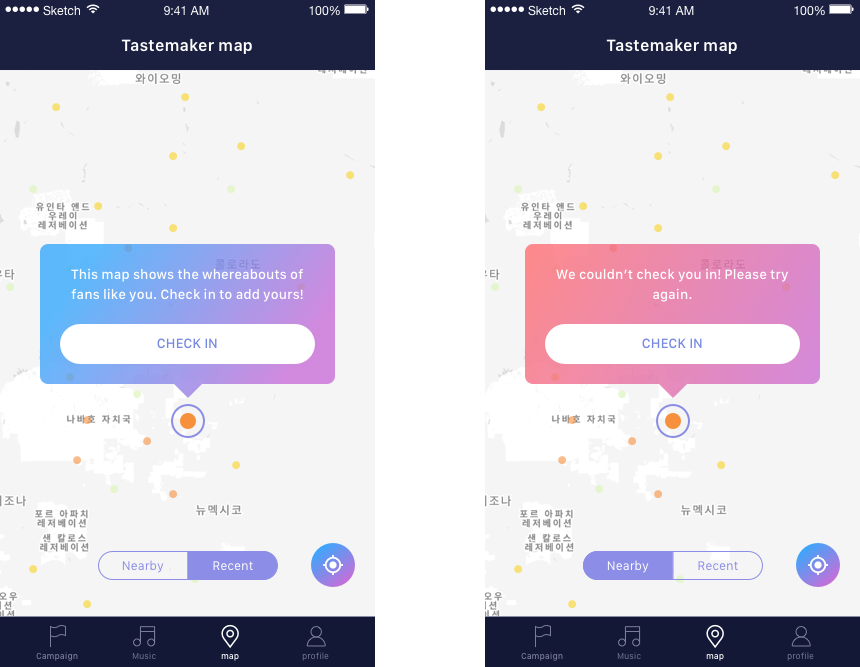 Sketch 9:41 AM 100%
Tastemaker map
와이오밍
유인타 앤드
우레이
레저베이션
콜로라도
This map shows the whereabouts of
fans like you. Check in to add yours!
CHECK IN
나바호 자치국
뉴멕시코
포르 아파치
레저베이션
샌 칼로스
레저베이션
Nearby Recent
Campaign Music map profile
Sketch 9:41 AM 100%
Tastemaker map
와이오밍
유인타 앤드
우레이
레저베이션
콜로라도
We couldn't check you in! Please try
again.
CHECK IN
나바호 자치국
뉴멕시코
포르 아파치
레저베이션
샌 칼로스
레저베이션
Nearby Recent
Campaign Music map profile